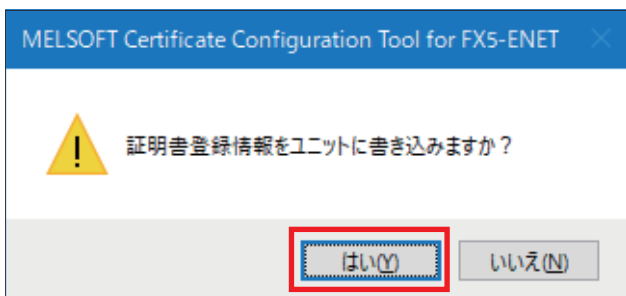 MELSOFT Certificate Configuration Tool for FX5-ENET
証明書登録情報をユニットに書き込みますか？
はい(Y)
いいえ(N)